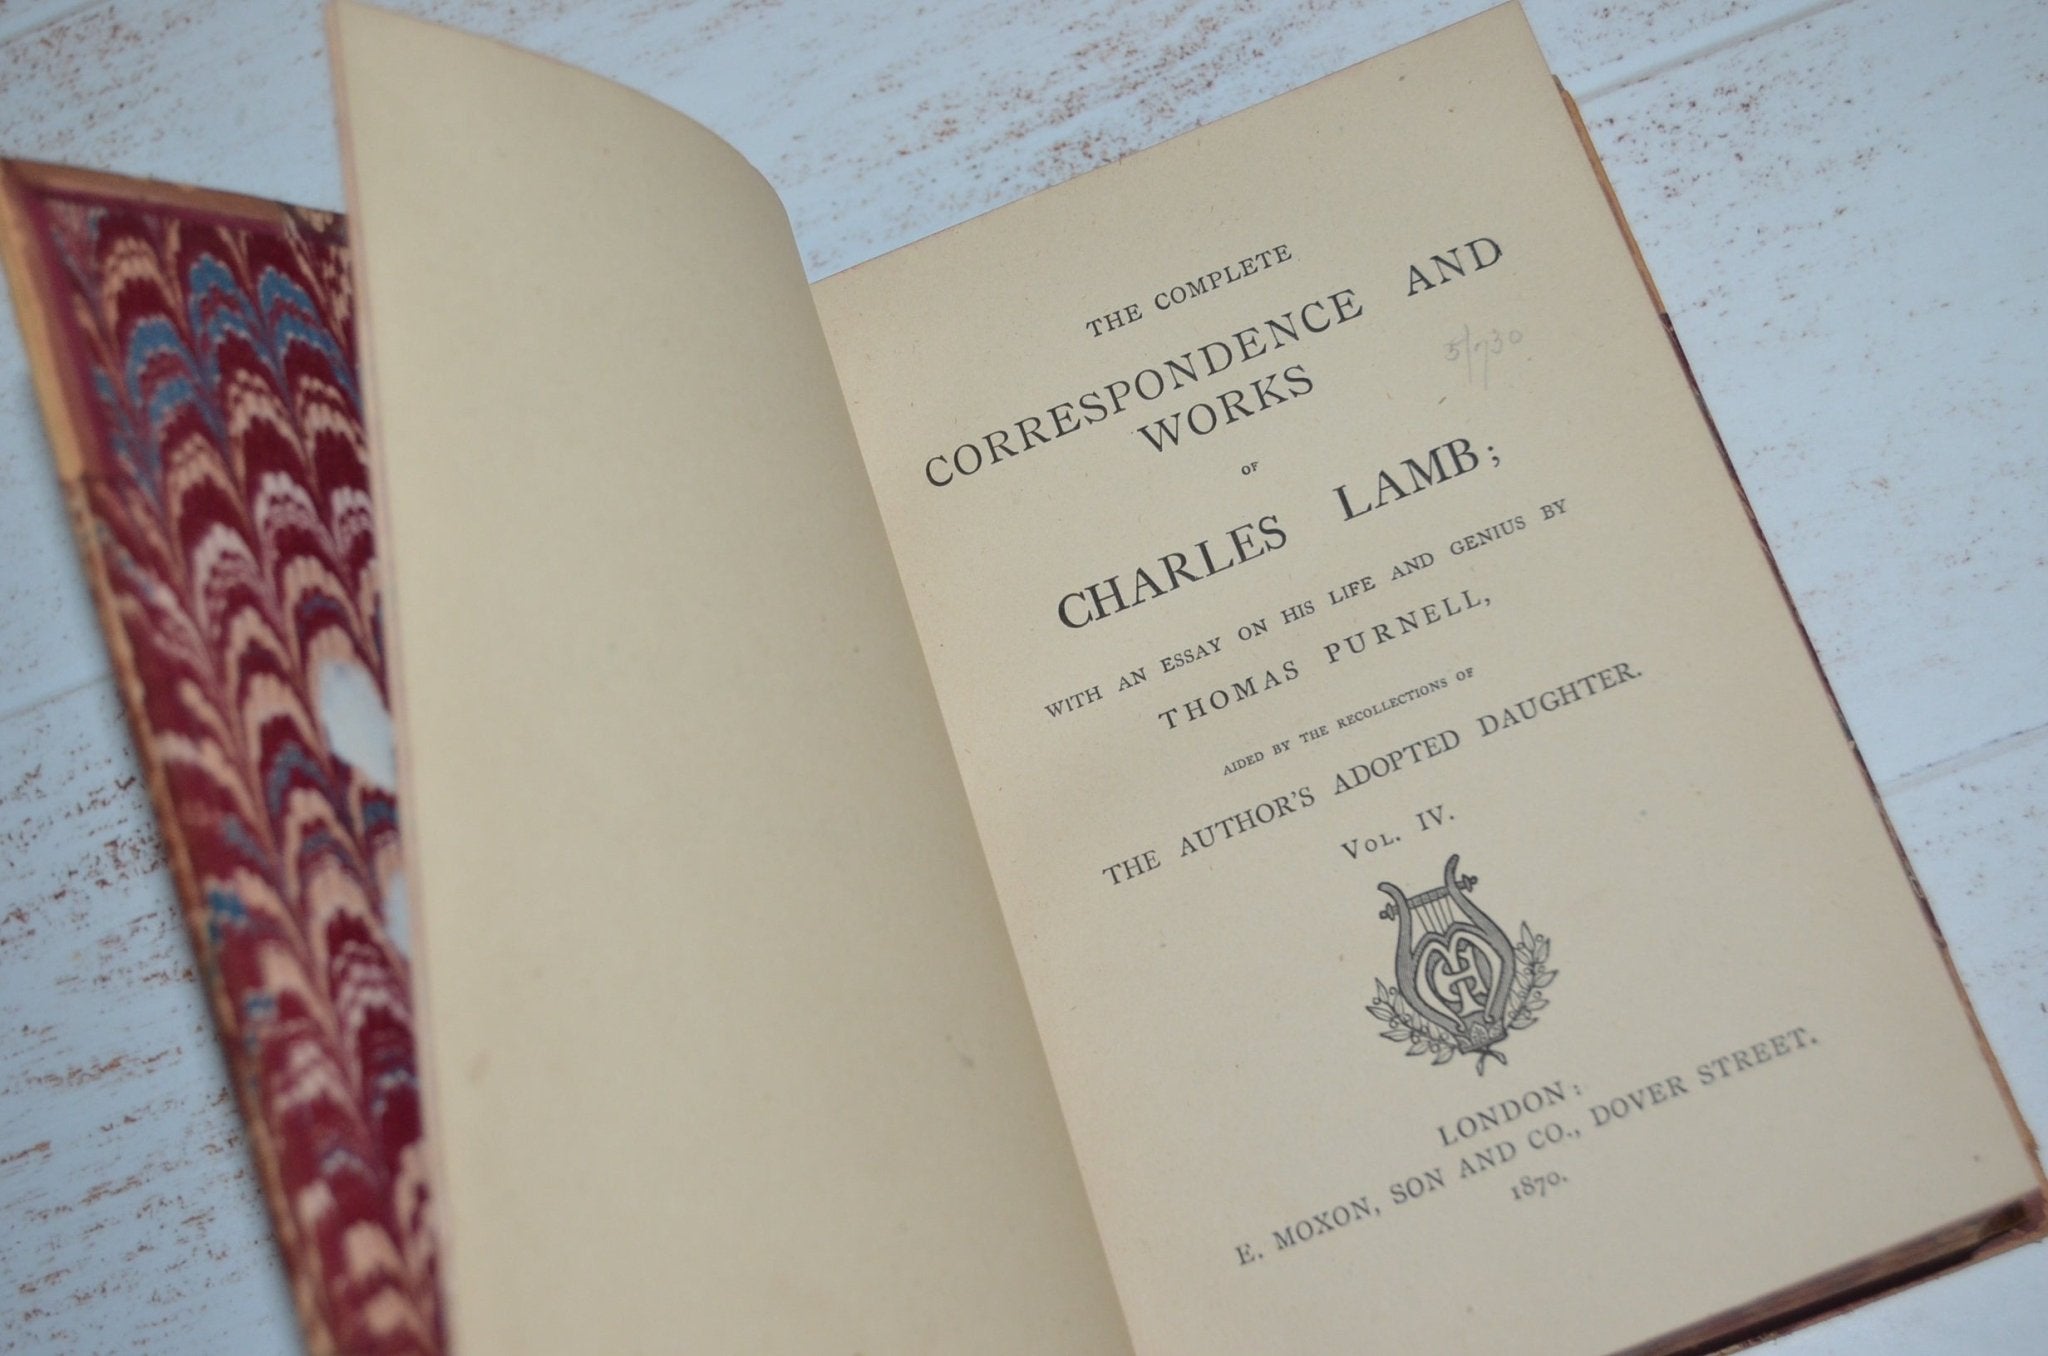 THE COMPLETE
CORRESPONDENCE AND
WORKS
OF
CHARLES LAMB;
WITH AN ESSAY ON HIS LIFE AND GENIUS BY
THOMAS PURNELL,
AIDED BY THE RECOLLECTIONS OF
THE AUTHOR'S ADOPTED DAUGHTER.
VOL. IV.
LONDON:
E. MOXON, SON AND CO., DOVER STREET.
1870.